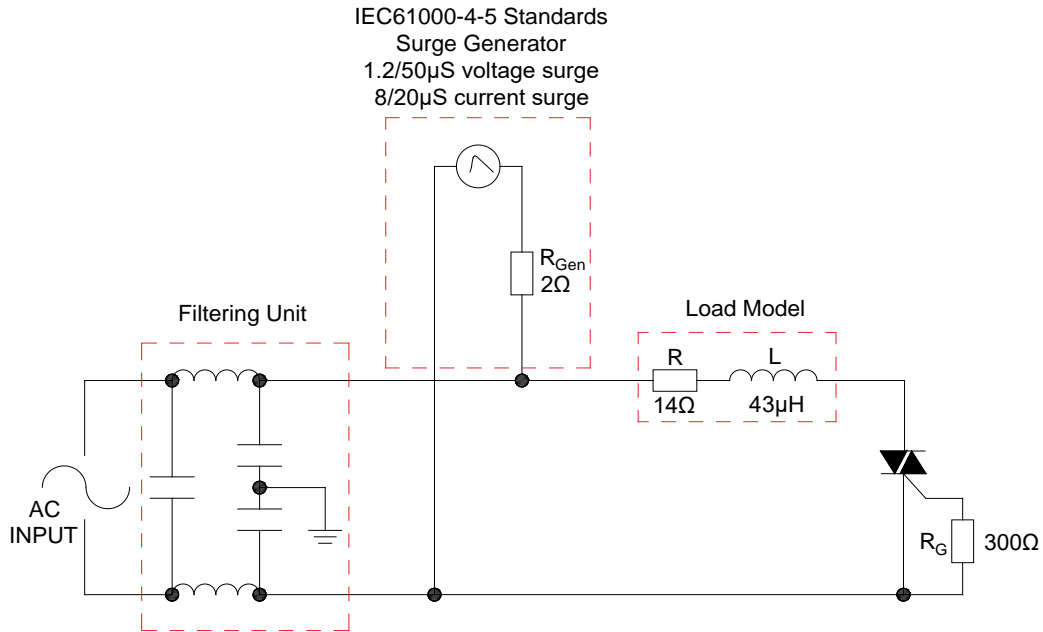 IEC61000-4-5 Standards
Surge Generator
1.2/50μS voltage surge
8/20μS current surge
R_Gen
2Ω
Filtering Unit
Load Model
R
L
14Ω
43μH
AC
INPUT
R_G
300Ω